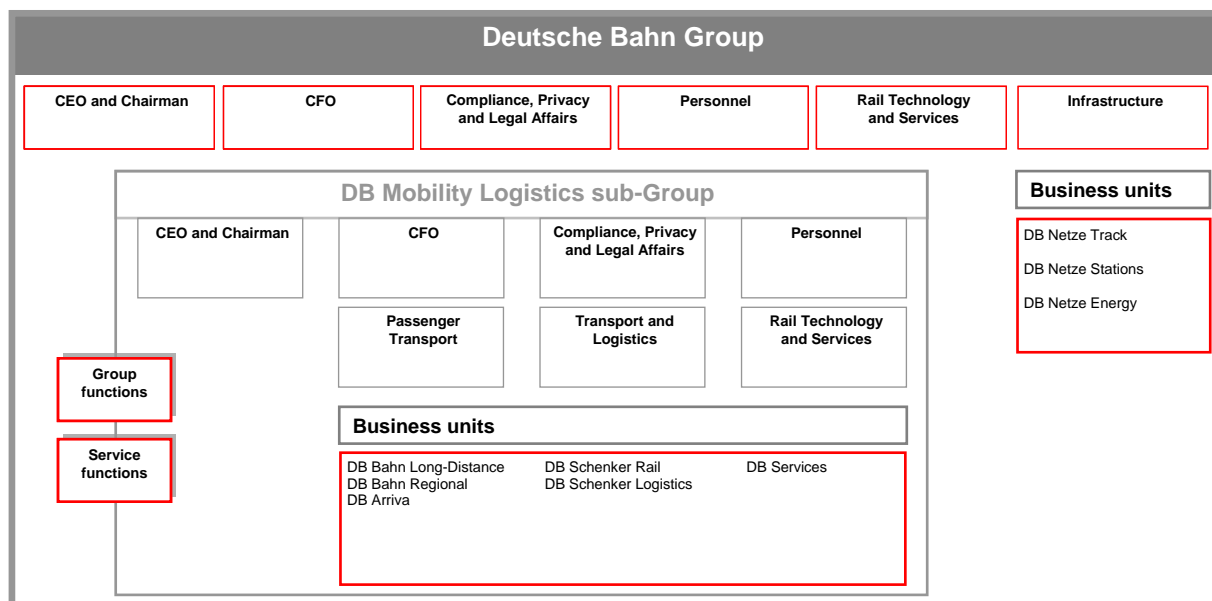 Deutsche Bahn Group
CEO and Chairman
CFO
Compliance, Privacy
and Legal Affairs
Personnel
Rail Technology
and Services
Infrastructure
DB Mobility Logistics sub-Group
CEO and Chairman
CFO
Compliance, Privacy
and Legal Affairs
Personnel
Passenger
Transport
Transport and
Logistics
Rail Technology
and Services
Group
functions
Service
functions
Business units
DB Bahn Long-Distance
DB Bahn Regional
DB Arriva
DB Schenker Rail
DB Schenker Logistics
DB Services
Business units
DB Netze Track
DB Netze Stations
DB Netze Energy